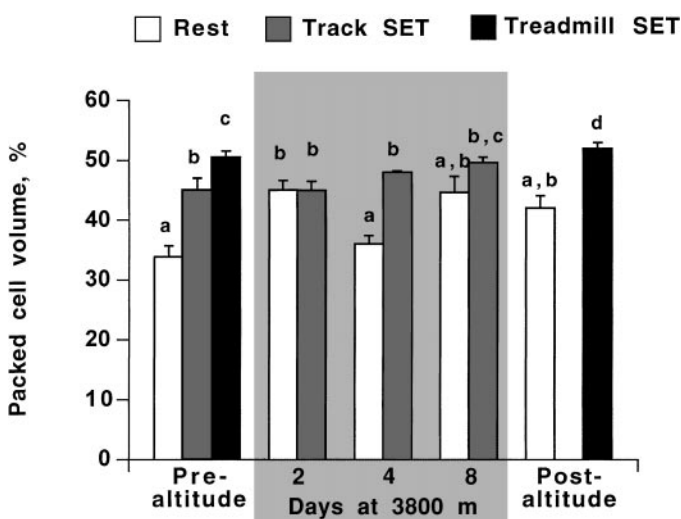 Rest Track SET Treadmill SET
Packed cell volume, %
60
50
40
30
20
10
0
a b c
b b
a b
a,b b,c
a,b d
Pre-
altitude
2 4 8
Days at 3800 m
Post-
altitude